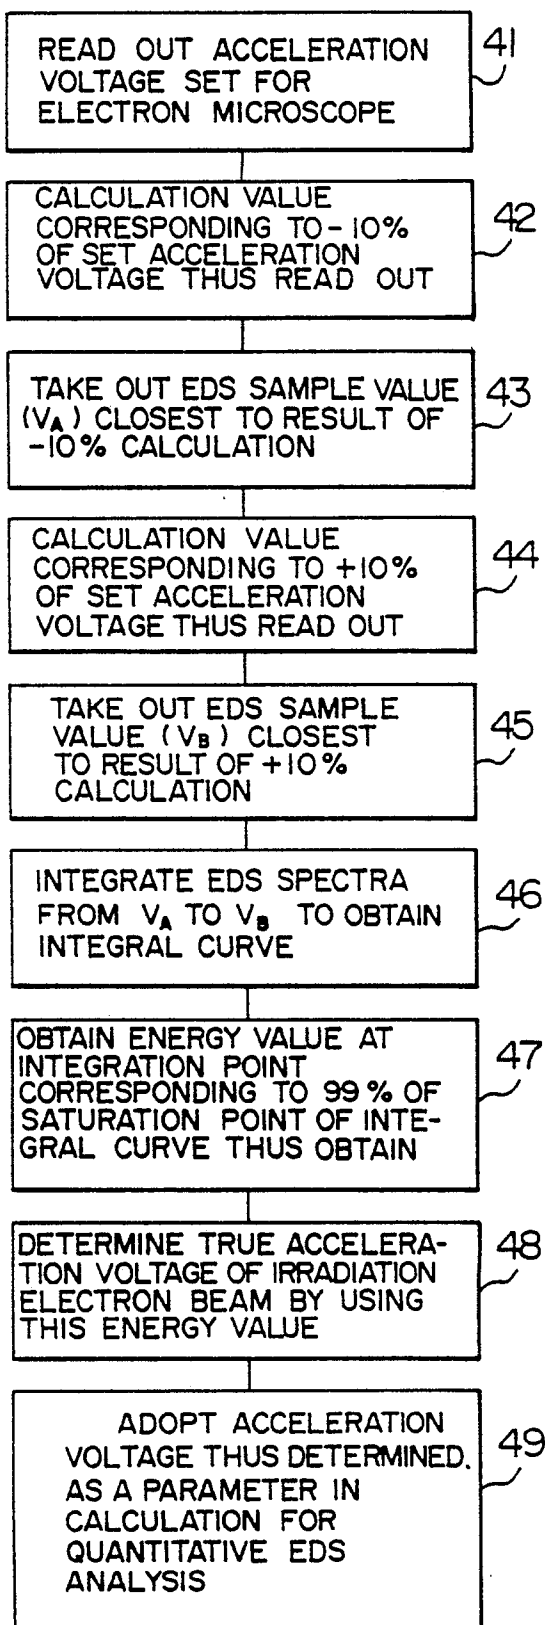 READ OUT ACCELERATION
VOLTAGE SET FOR
ELECTRON MICROSCOPE
41
CALCULATION VALUE
CORRESPONDING TO -10%
OF SET ACCELERATION
VOLTAGE THUS READ OUT
42
TAKE OUT EDS SAMPLE VALUE
(VA) CLOSEST TO RESULT OF
-10% CALCULATION
43
CALCULATION VALUE
CORRESPONDING TO +10%
OF SET ACCELERATION
VOLTAGE THUS READ OUT
44
TAKE OUT EDS SAMPLE
VALUE (VB) CLOSEST
TO RESULT OF +10%
CALCULATION
45
INTEGRATE EDS SPECTRA
FROM VA TO VB TO OBTAIN
INTEGRAL CURVE
46
OBTAIN ENERGY VALUE AT
INTEGRATION POINT
CORRESPONDING TO 99% OF
SATURATION POINT OF INTE-
GRAL CURVE THUS OBTAIN
47
DETERMINE TRUE ACCELERA-
TION VOLTAGE OF IRRADIATION
ELECTRON BEAM BY USING
THIS ENERGY VALUE
48
ADOPT ACCELERATION
VOLTAGE THUS DETERMINED.
AS A PARAMETER IN
CALCULATION FOR
QUANTITATIVE EDS
ANALYSIS
49